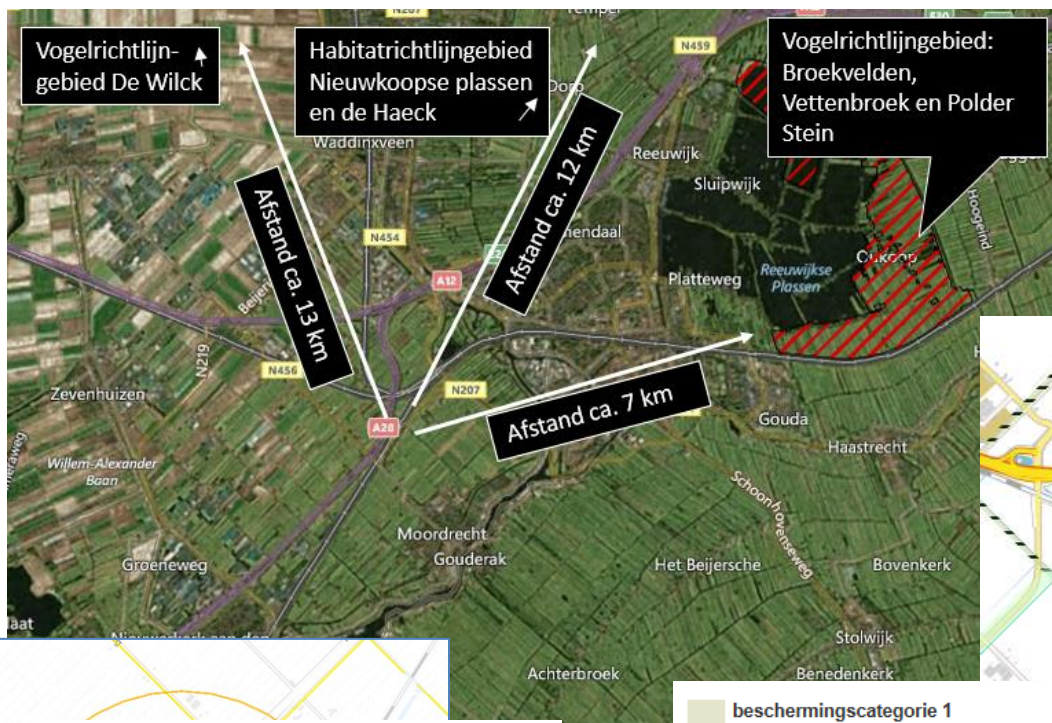 N207
Tempel
Vogelrichtlijn-
gebied De Wilck
Habitatrichtlijngebied
Nieuwkoopse plassen
en de Haeck
N459
Vogelrichtlijngebied:
Broekvelden,
Vettenbroek en Polder
Stein
Dorp
Waddinxveen
Reeuwijk
Sluipwijk
Afstand ca. 13 km
Afstand ca. 12 km
N454
Hoogeind
Platteweg
Reeuwijkse
Plassen
A12
N219
N456
Zevenhuizen
N207
Afstand ca. 7 km
A20
Gouda
Haastrecht
Willem-Alexander
Baan
Schoonhovenseweg
Moordrecht
Gouderak
Groeneweg
Het Beijersche
Bovenkerk
Stolwijk
Achterbroek
Benedenkerk
beschermingscategorie 1